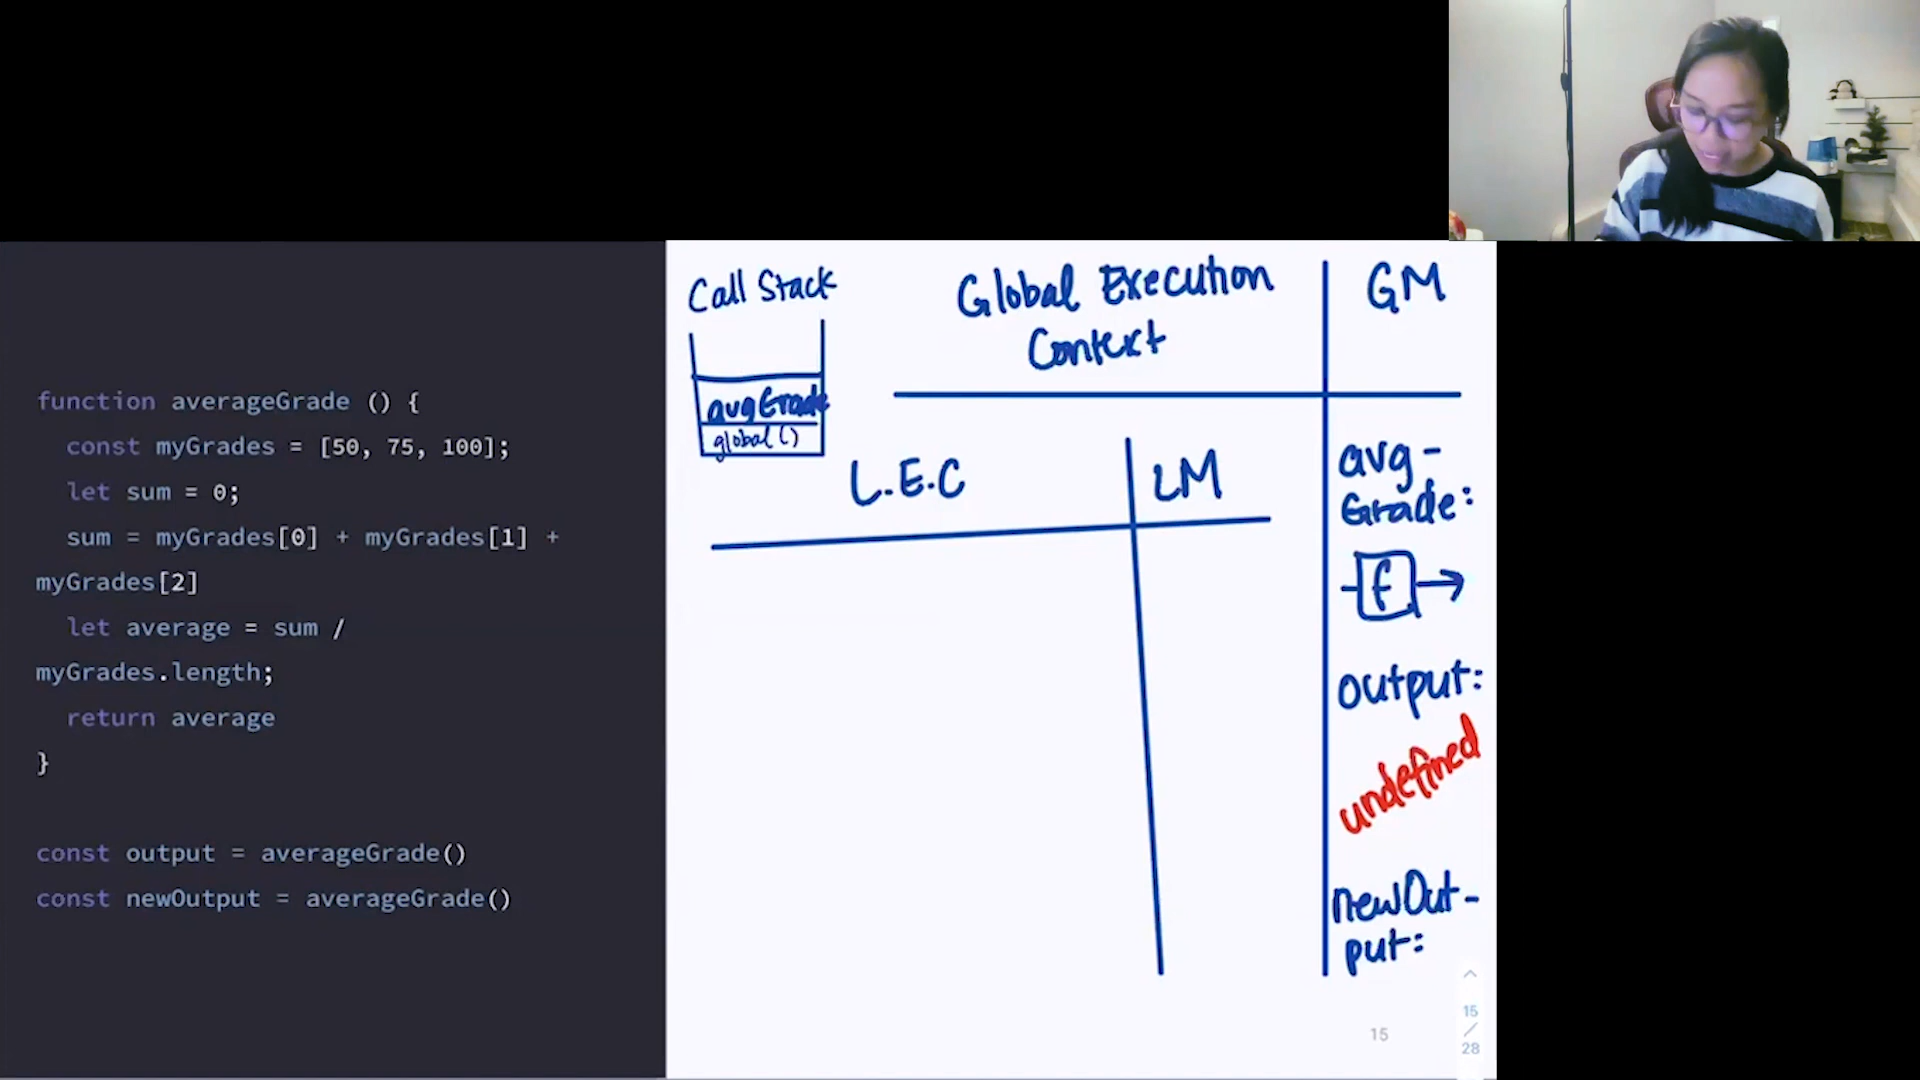 function averageGrade () {
const myGrades = [50, 75, 100];
let sum = 0;
sum = myGrades[0] + myGrades[1] +
myGrades[2]
let average = sum /
myGrades.length;
return average
}
const output = averageGrade()
const newOutput = averageGrade()
Call Stack
avgGrade
global()
Global Execution
Context
GM
L.E.C
LM
avg-
Grade:
f
output:
undefined
newOut-
put:
15
15
/
28